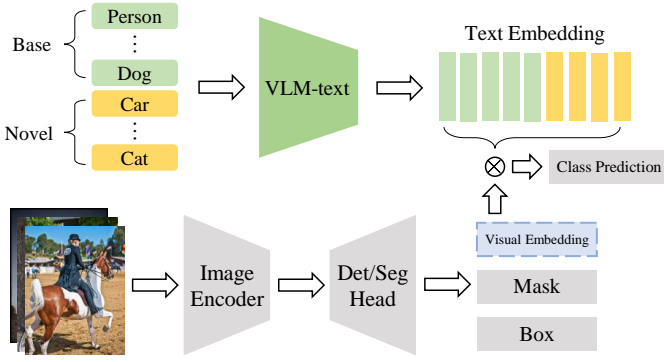 Base
Person
⋮
Dog
Novel
Car
⋮
Cat
VLM-text
Text Embedding
Class Prediction
Visual Embedding
Image
Encoder
Det/Seg
Head
Mask
Box